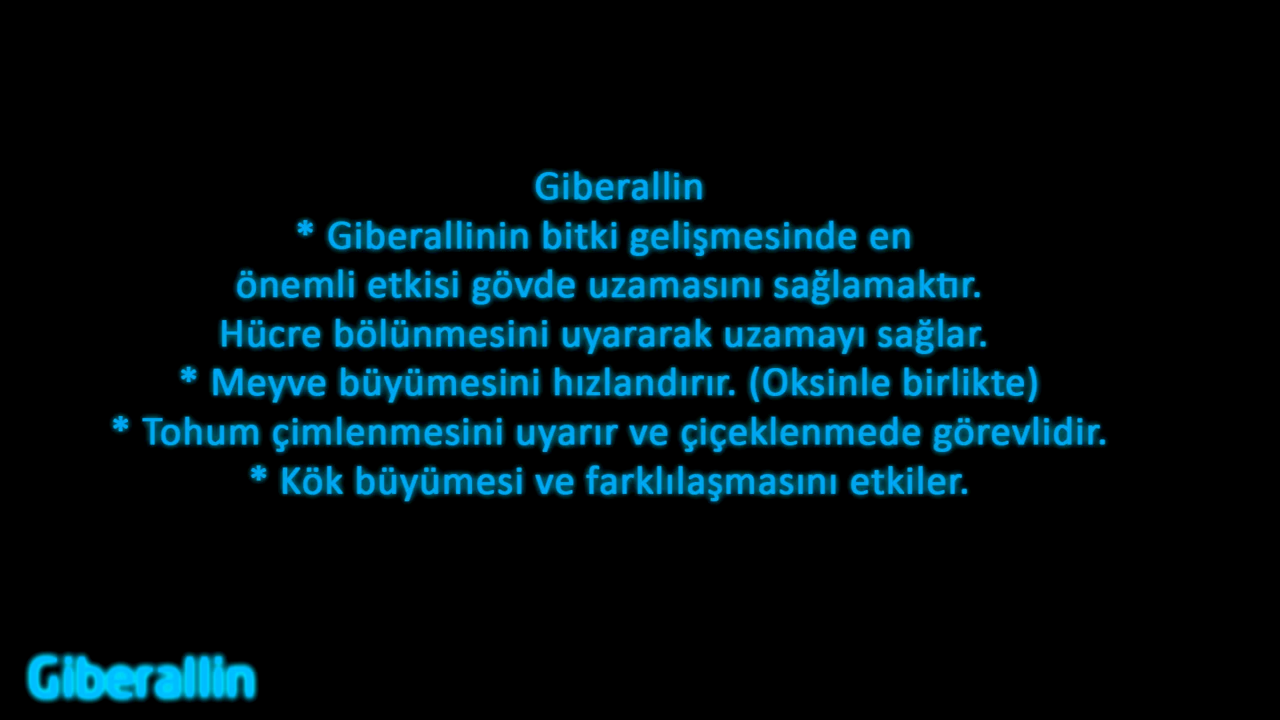 Giberallin
* Giberallinin bitki gelişmesinde en
önemli etkisi gövde uzamasını sağlamaktır.
Hücre bölünmesini uyararak uzamayı sağlar.
* Meyve büyümesini hızlandırır. (Oksinle birlikte)
* Tohum çimlenmesini uyarır ve çiçeklenmede görevlidir.
* Kök büyümesi ve farklılaşmasını etkiler.
Giberallin